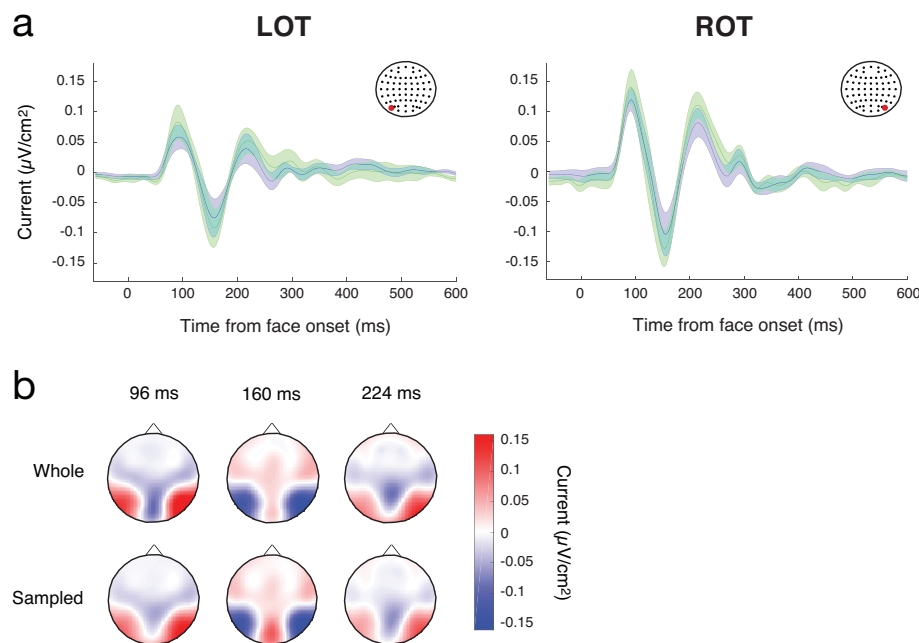 a
LOT
ROT
0.15
0.1
0.05
0
-0.05
-0.1
-0.15
Current (µV/cm²)
0 100 200 300 400 500 600
Time from face onset (ms)
0.15
0.1
0.05
0
-0.05
-0.1
-0.15
0 100 200 300 400 500 600
Time from face onset (ms)
b
96 ms 160 ms 224 ms
Whole
Sampled
0.15
0.10
0.05
0
-0.05
-0.10
-0.15
Current (µV/cm²)